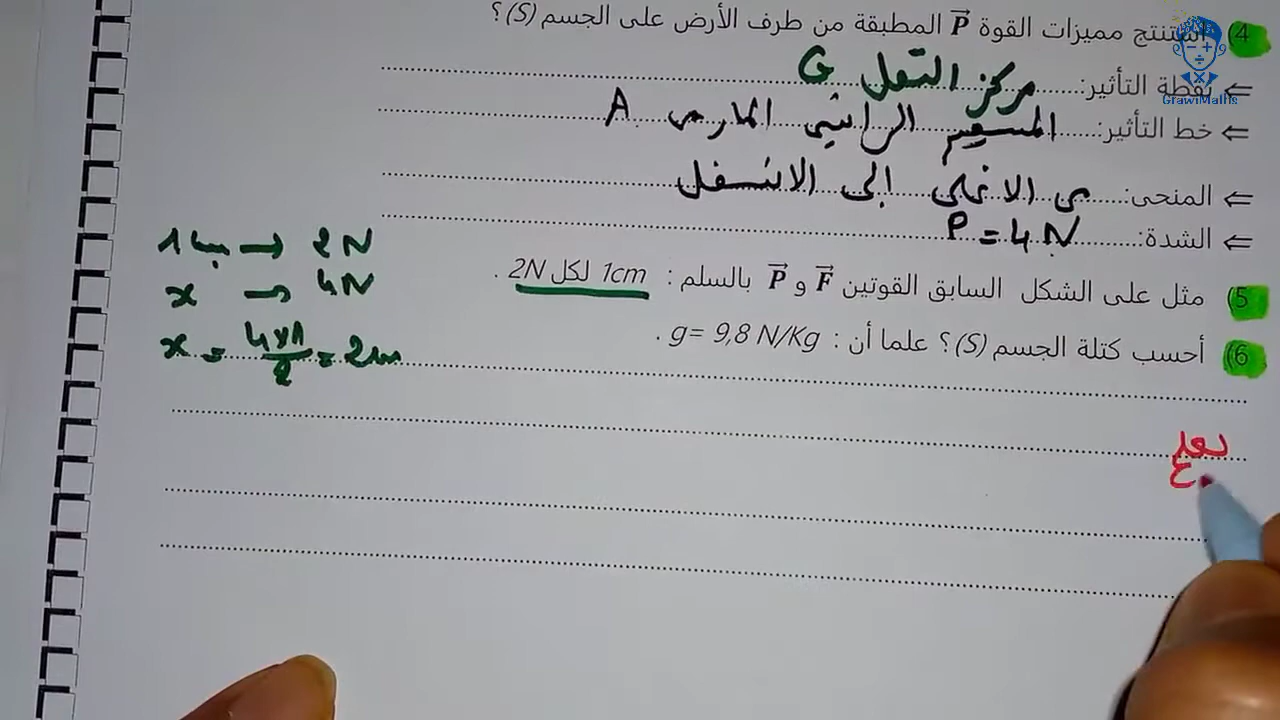 4) استنتج مميزات القوة P المطبقة من طرف الأرض على الجسم (S)؟
⇐ نقطة التأثير: مركز الثقل G
GrawiMaths
⇐ خط التأثير: المستقيم الرأسي المار من A
⇐ المنحى: من الأعلى إلى الأسفل
⇐ الشدة: P = 4 N
1cm → 2N
x → 4N
x = 4×1/2 = 2cm
5) مثل على الشكل السابق القوتين F و P بالسلم : 1cm لكل 2N .
6) أحسب كتلة الجسم (S)؟ علما أن : g= 9,8 N/Kg .
نعلم